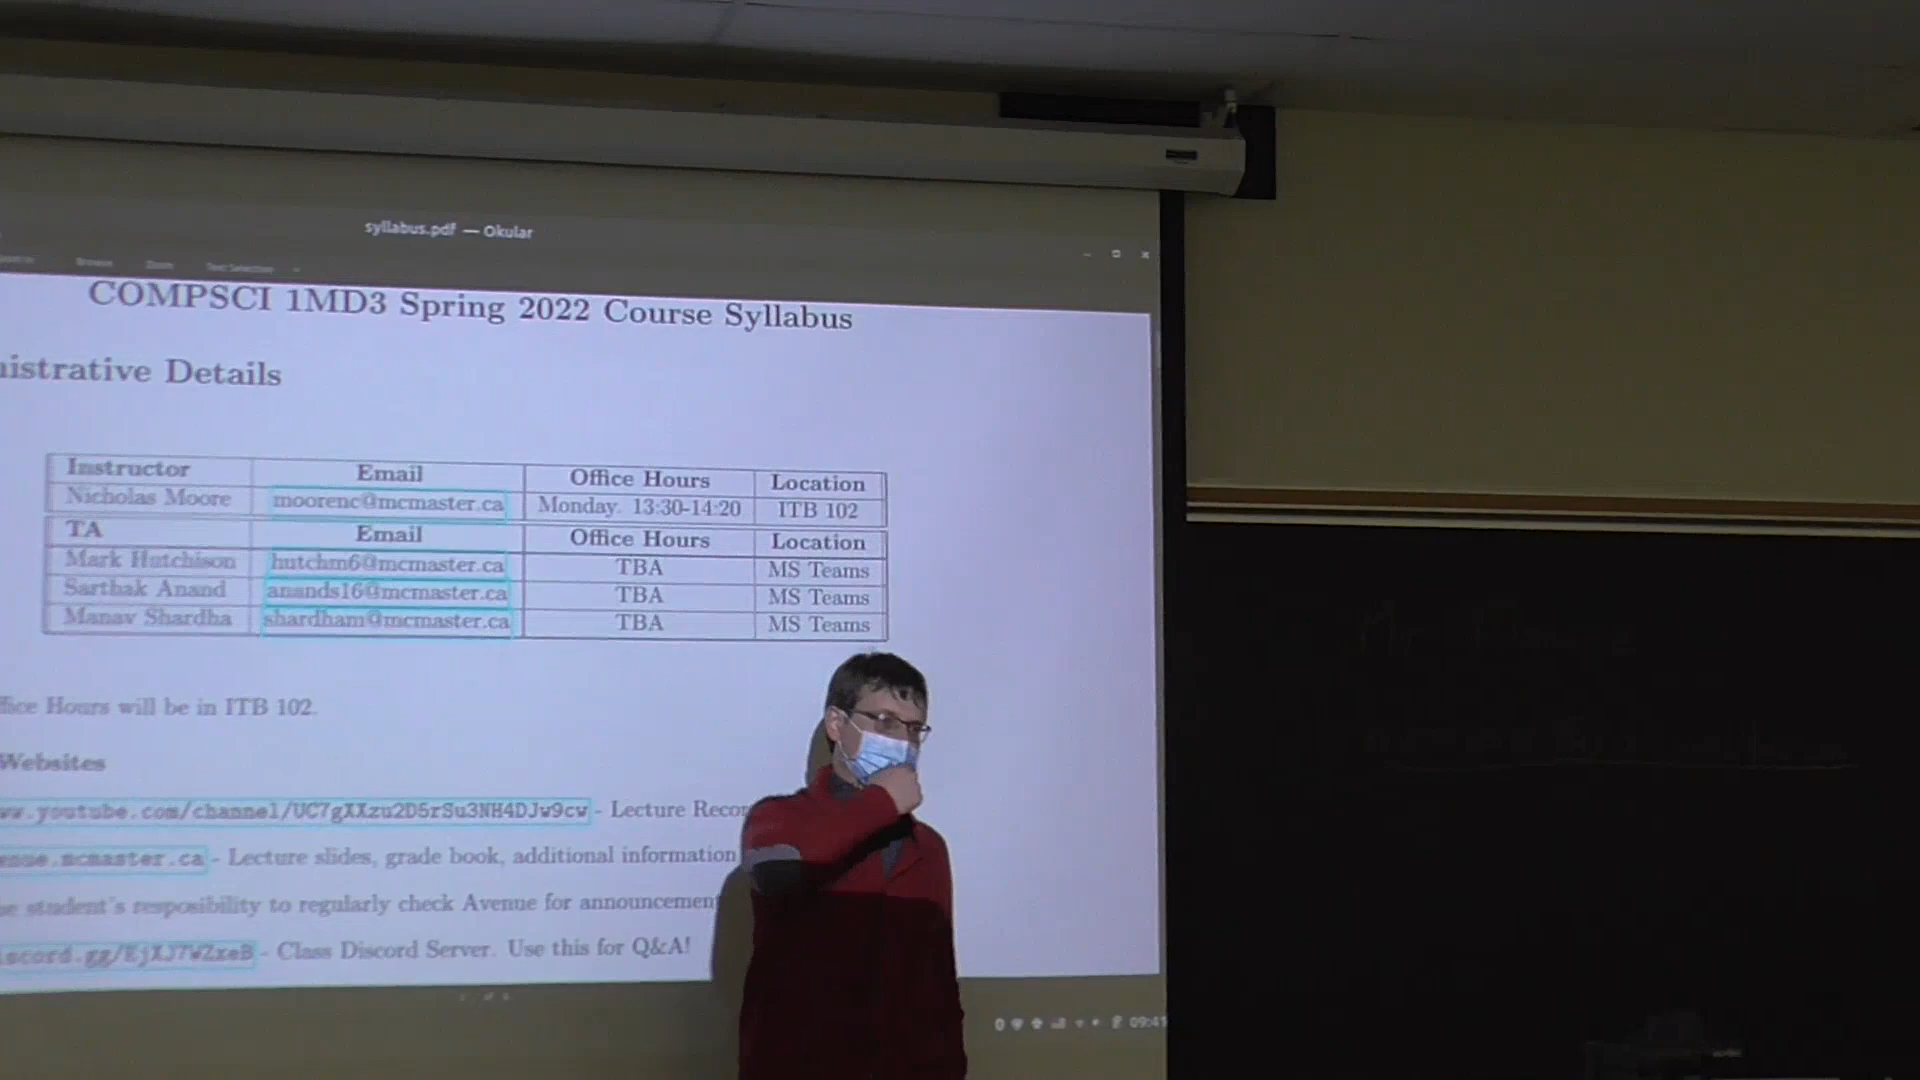 syllabus.pdf — Okular
Browse Zoom Text Selection
COMPSCI 1MD3 Spring 2022 Course Syllabus
istrative Details
Instructor Email Office Hours Location
Nicholas Moore moorenc@mcmaster.ca Monday. 13:30-14:20 ITB 102
TA Email Office Hours Location
Mark Hutchison hutchm6@mcmaster.ca TBA MS Teams
Sarthak Anand anands16@mcmaster.ca TBA MS Teams
Manav Shardha shardham@mcmaster.ca TBA MS Teams
fice Hours will be in ITB 102.
Websites
ww.youtube.com/channel/UC7gXXzu2D5rSu3NH4DJw9cw - Lecture Recor
enue.mcmaster.ca - Lecture slides, grade book, additional information
e student's resposibility to regularly check Avenue for announcemen
iscord.gg/EjXJ7WZxeB - Class Discord Server. Use this for Q&A!
09:41